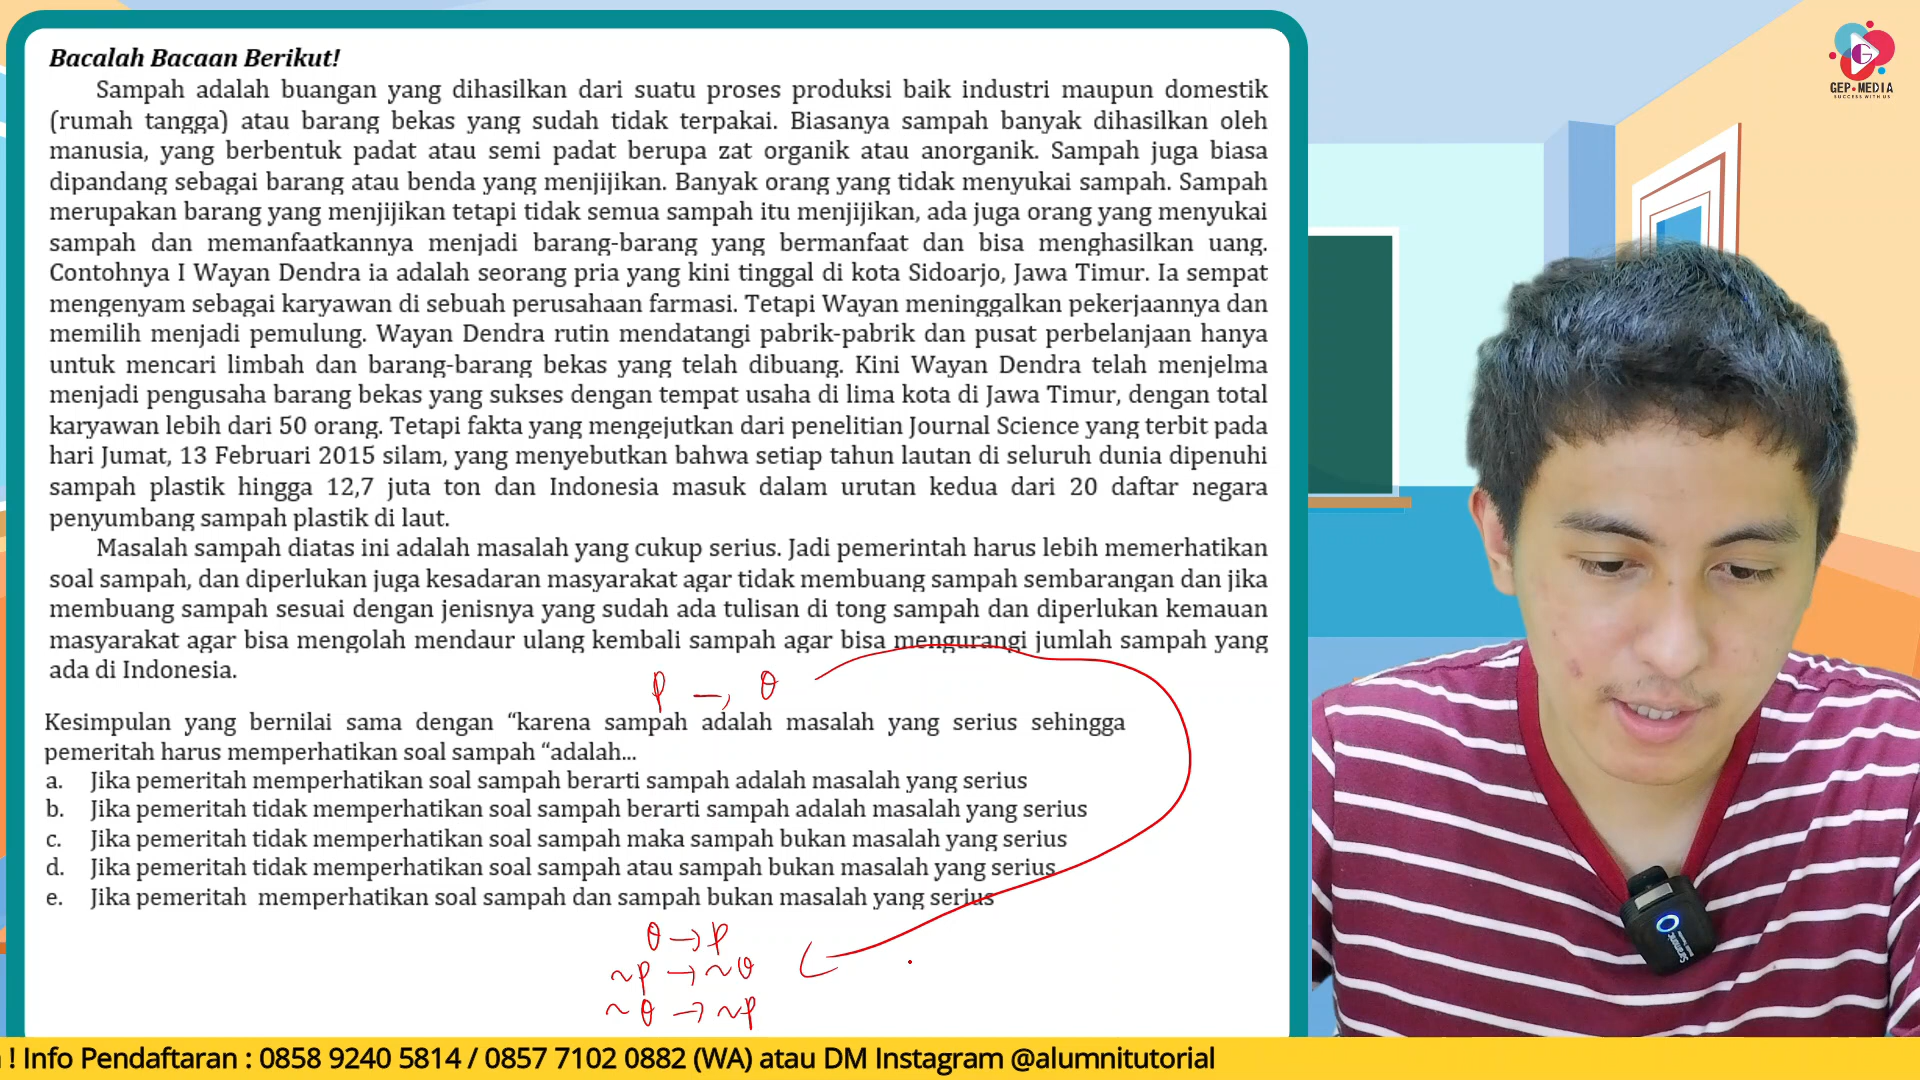 Bacalah Bacaan Berikut!
Sampah adalah buangan yang dihasilkan dari suatu proses produksi baik industri maupun domestik
(rumah tangga) atau barang bekas yang sudah tidak terpakai. Biasanya sampah banyak dihasilkan oleh
manusia, yang berbentuk padat atau semi padat berupa zat organik atau anorganik. Sampah juga biasa
dipandang sebagai barang atau benda yang menjijikan. Banyak orang yang tidak menyukai sampah. Sampah
merupakan barang yang menjijikan tetapi tidak semua sampah itu menjijikan, ada juga orang yang menyukai
sampah dan memanfaatkannya menjadi barang-barang yang bermanfaat dan bisa menghasilkan uang.
Contohnya I Wayan Dendra ia adalah seorang pria yang kini tinggal di kota Sidoarjo, Jawa Timur. Ia sempat
mengenyam sebagai karyawan di sebuah perusahaan farmasi. Tetapi Wayan meninggalkan pekerjaannya dan
memilih menjadi pemulung. Wayan Dendra rutin mendatangi pabrik-pabrik dan pusat perbelanjaan hanya
untuk mencari limbah dan barang-barang bekas yang telah dibuang. Kini Wayan Dendra telah menjelma
menjadi pengusaha barang bekas yang sukses dengan tempat usaha di lima kota di Jawa Timur, dengan total
karyawan lebih dari 50 orang. Tetapi fakta yang mengejutkan dari penelitian Journal Science yang terbit pada
hari Jumat, 13 Februari 2015 silam, yang menyebutkan bahwa setiap tahun lautan di seluruh dunia dipenuhi
sampah plastik hingga 12,7 juta ton dan Indonesia masuk dalam urutan kedua dari 20 daftar negara
penyumbang sampah plastik di laut.
Masalah sampah diatas ini adalah masalah yang cukup serius. Jadi pemerintah harus lebih memerhatikan
soal sampah, dan diperlukan juga kesadaran masyarakat agar tidak membuang sampah sembarangan dan jika
membuang sampah sesuai dengan jenisnya yang sudah ada tulisan di tong sampah dan diperlukan kemauan
masyarakat agar bisa mengolah mendaur ulang kembali sampah agar bisa mengurangi jumlah sampah yang
ada di Indonesia.
P → Q
Kesimpulan yang bernilai sama dengan “karena sampah adalah masalah yang serius sehingga
pemeritah harus memperhatikan soal sampah “adalah...
a. Jika pemeritah memperhatikan soal sampah berarti sampah adalah masalah yang serius
b. Jika pemeritah tidak memperhatikan soal sampah berarti sampah adalah masalah yang serius
c. Jika pemeritah tidak memperhatikan soal sampah maka sampah bukan masalah yang serius
d. Jika pemeritah tidak memperhatikan soal sampah atau sampah bukan masalah yang serius
e. Jika pemeritah memperhatikan soal sampah dan sampah bukan masalah yang serius
Q → P
~P → ~Q
~Q → ~P
! Info Pendaftaran : 0858 9240 5814 / 0857 7102 0882 (WA) atau DM Instagram @alumnitutorial
GEP•MEDIA
SUCCESS WITH US
Saramonic